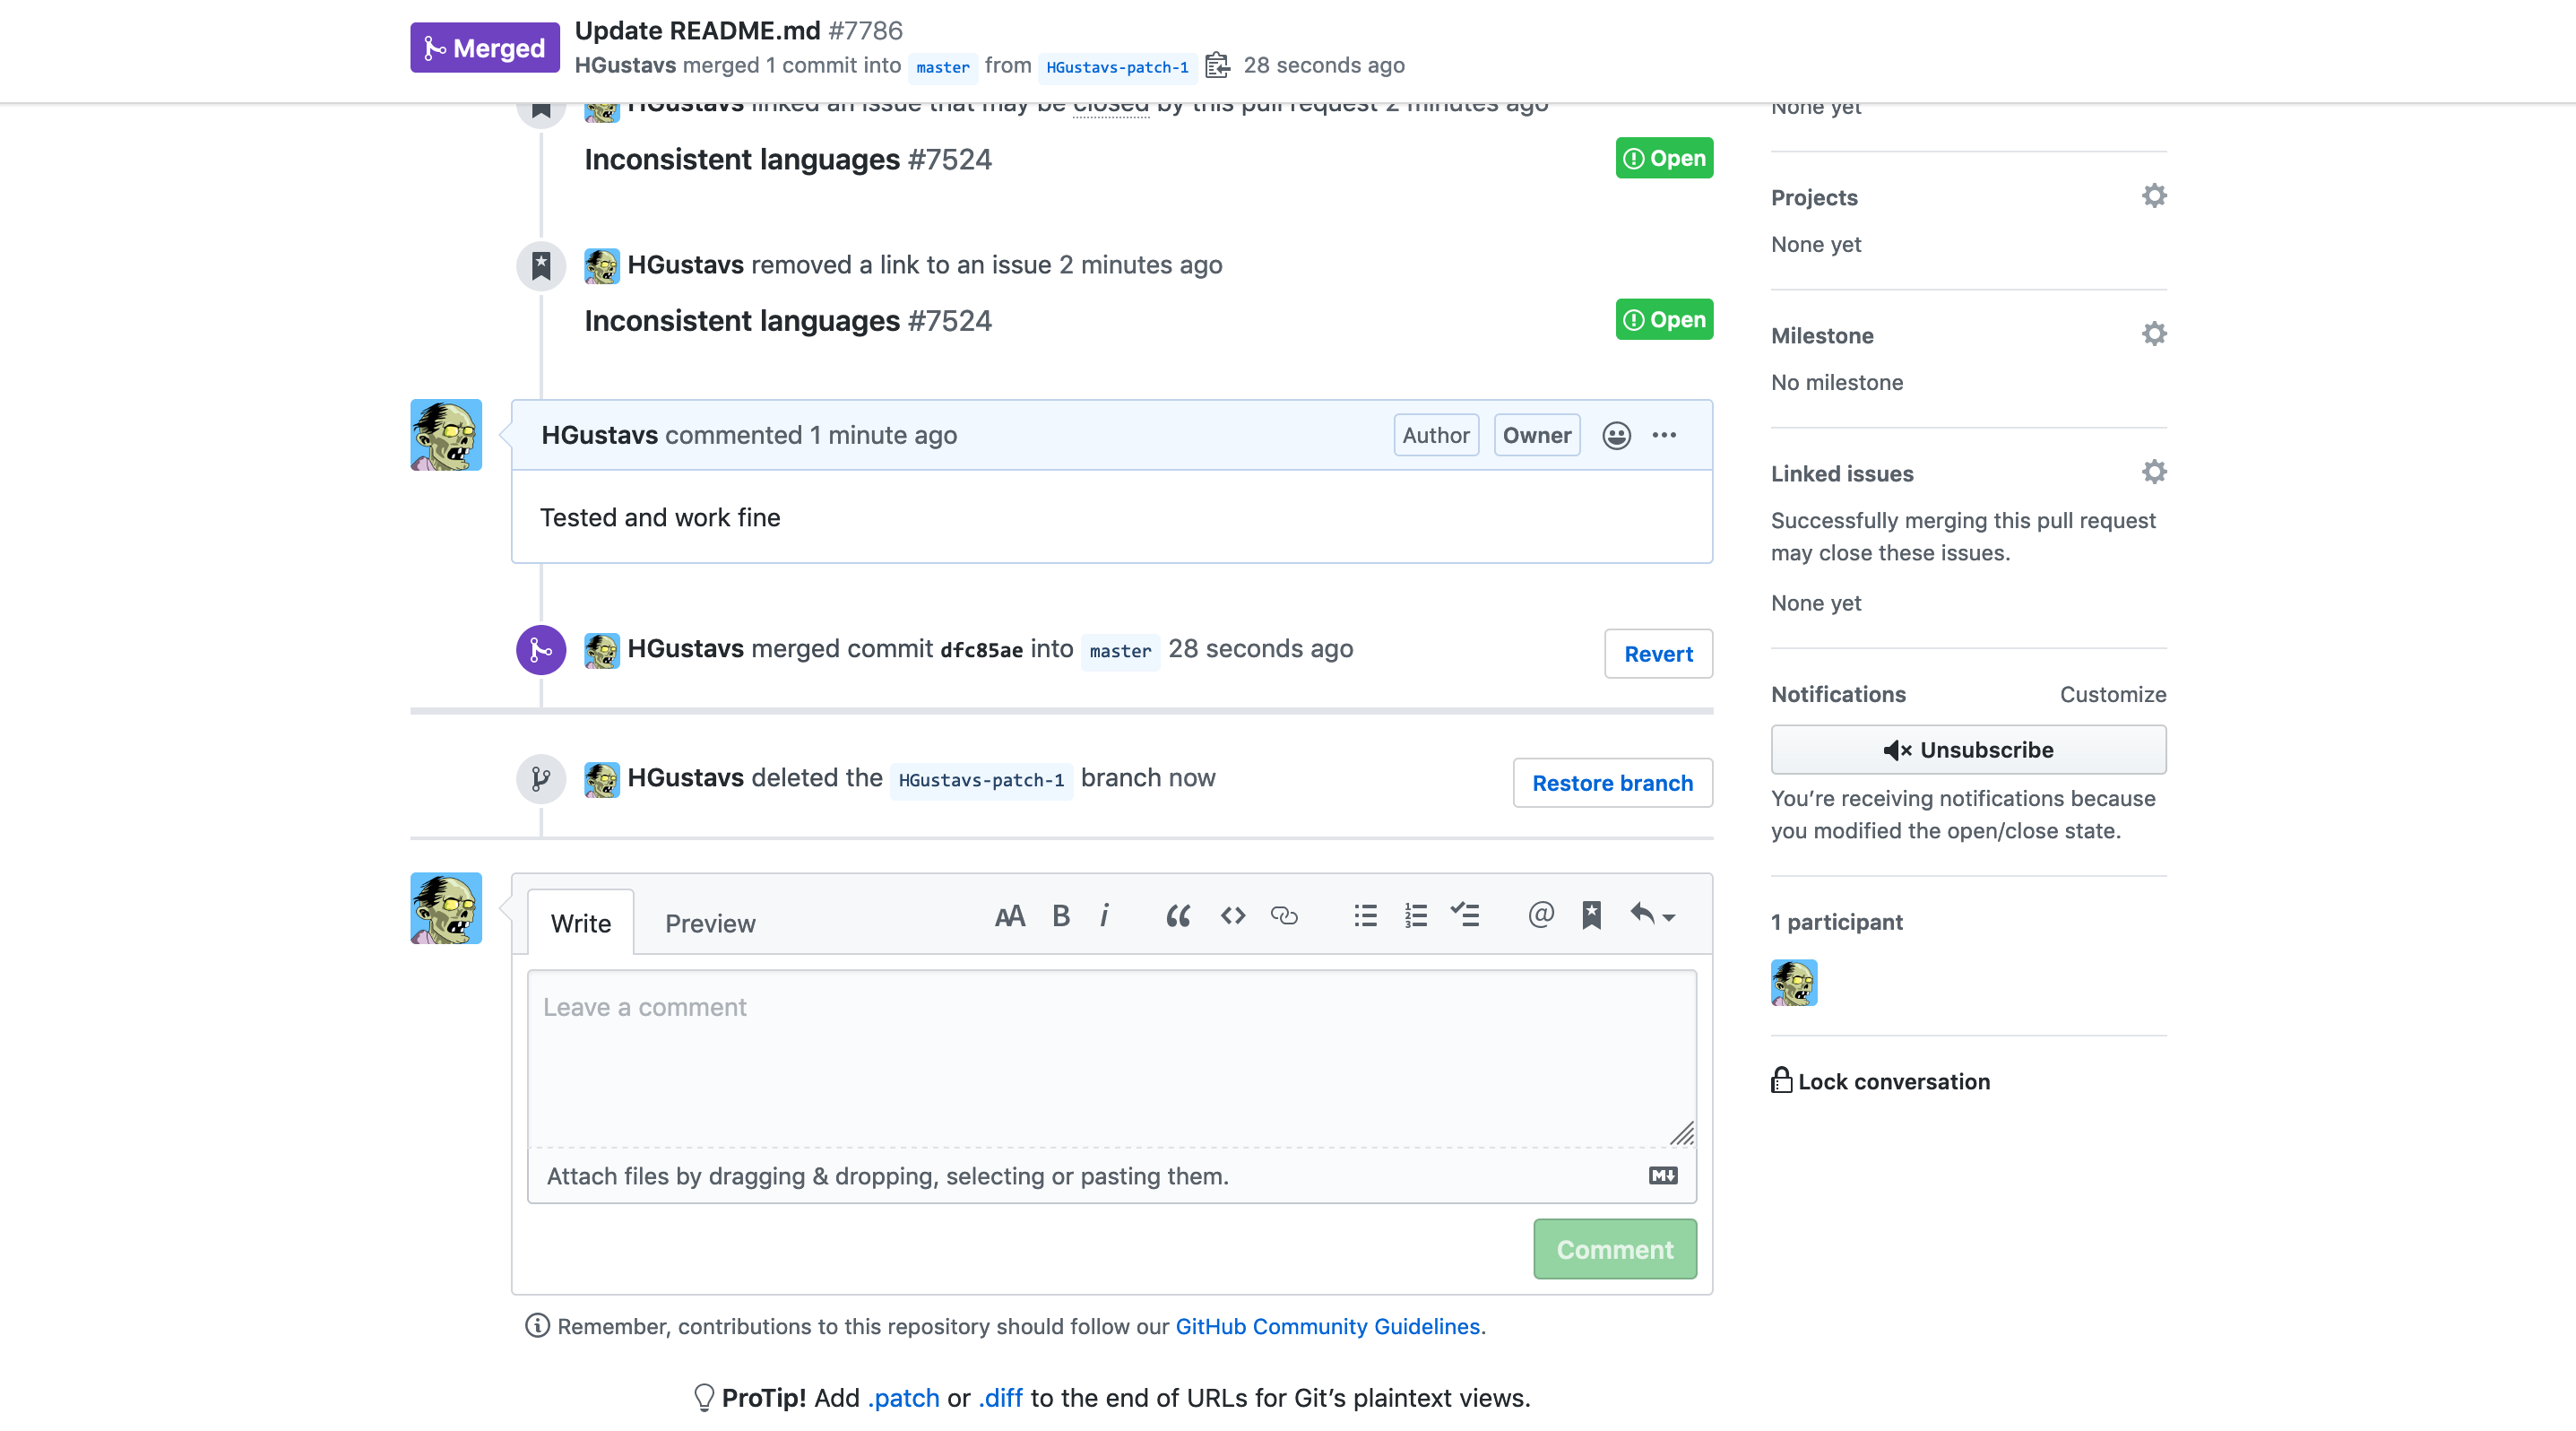 Merged
Update README.md #7786
HGustavs merged 1 commit into master from HGustavs-patch-1 28 seconds ago
HGustavs linked an issue that may be closed by this pull request 2 minutes ago
Inconsistent languages #7524
Open
HGustavs removed a link to an issue 2 minutes ago
Inconsistent languages #7524
Open
HGustavs commented 1 minute ago
Author
Owner
Tested and work fine
HGustavs merged commit dfc85ae into master 28 seconds ago
Revert
HGustavs deleted the HGustavs-patch-1 branch now
Restore branch
Write
Preview
Leave a comment
Attach files by dragging & dropping, selecting or pasting them.
Comment
Remember, contributions to this repository should follow our GitHub Community Guidelines.
ProTip! Add .patch or .diff to the end of URLs for Git’s plaintext views.
None yet
Projects
None yet
Milestone
No milestone
Linked issues
Successfully merging this pull request
may close these issues.
None yet
Notifications
Customize
Unsubscribe
You’re receiving notifications because
you modified the open/close state.
1 participant
Lock conversation